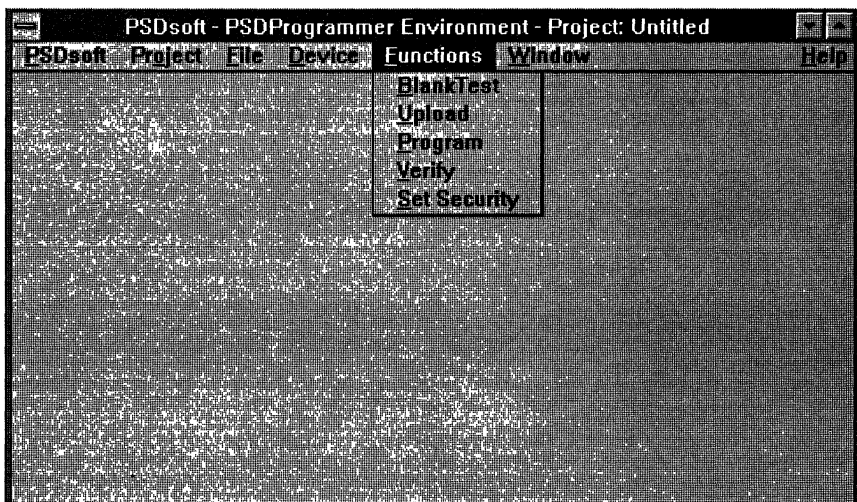 PSDsoft - PSDProgrammer Environment - Project: Untitled
PSDsoft Project File Device Functions Window Help
BlankTest
Upload
Program
Verify
Set Security